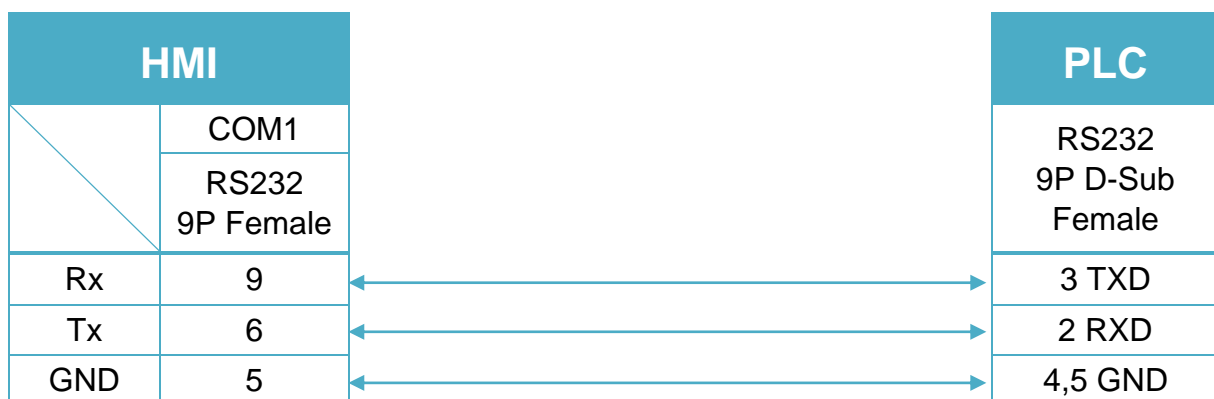 HMI
PLC
COM1
RS232
9P Female
RS232
9P D-Sub
Female
Rx 9 3 TXD
Tx 6 2 RXD
GND 5 4,5 GND